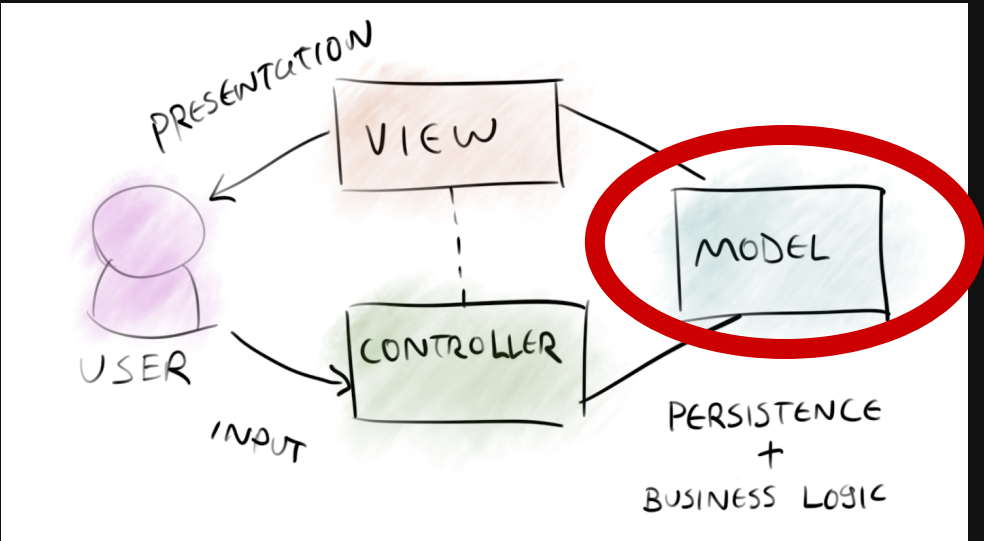 PRESENTATION
VIEW
MODEL
CONTROLLER
USER
INPUT
PERSISTENCE
+
BUSINESS LOGIC